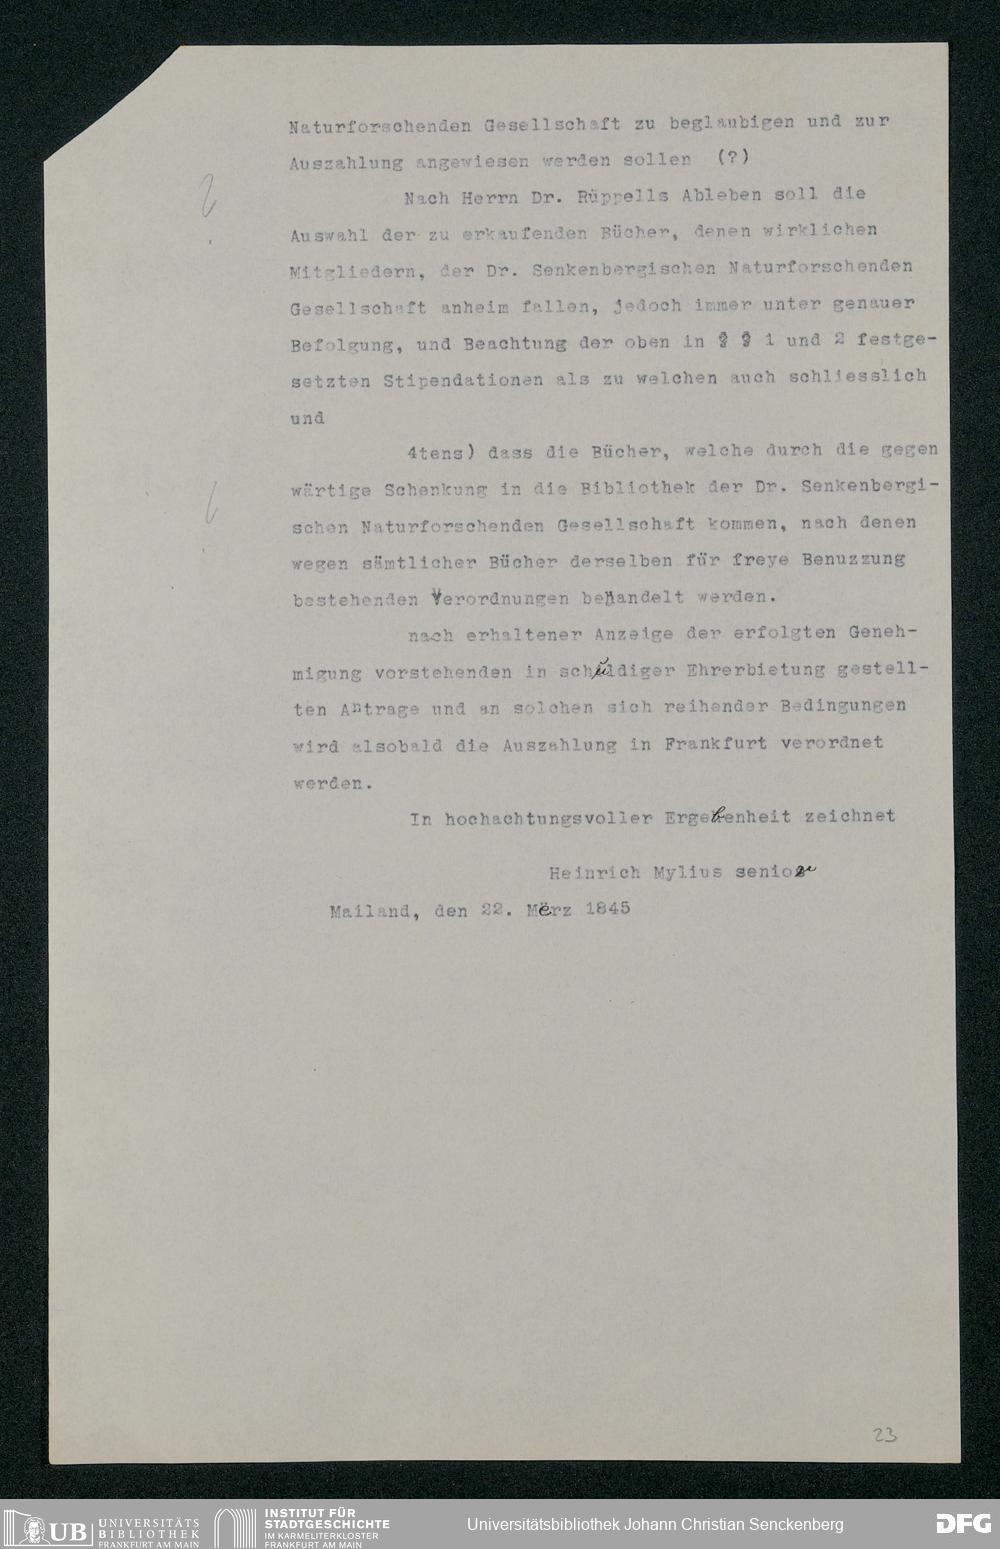 Naturforschenden Gesellschaft zu beglaubigen und zur
Auszahlung angewiesen werden sollen (?)
Nach Herrn Dr. Rüppells Ableben soll die
Auswahl der zu erkaufenden Bücher, denen wirklichen
Mitgliedern, der Dr. Senkenbergischen Naturforschenden
Gesellschaft anheim fallen, jedoch immer unter genauer
Befolgung, und Beachtung der oben in § § 1 und 2 festge-
setzten Stipendationen als zu welchen auch schliesslich
und
4tens) dass die Bücher, welche durch die gegen
wärtige Schenkung in die Bibliothek der Dr. Senkenbergi-
schen Naturforschenden Gesellschaft kommen, nach denen
wegen sämtlicher Bücher derselben für freye Benuzzung
bestehenden Verordnungen behandelt werden.
nach erhaltener Anzeige der erfolgten Geneh-
migung vorstehenden in schuldiger Ehrerbietung gestell-
ten Antrage und an solchen sich reihender Bedingungen
wird alsobald die Auszahlung in Frankfurt verordnet
werden.
In hochachtungsvoller Ergebenheit zeichnet
Heinrich Mylius senior
Mailand, den 22. März 1845
23
UB UNIVERSITÄTS
BIBLIOTHEK
FRANKFURT AM MAIN
INSTITUT FÜR
STADTGESCHICHTE
IM KARMELITERKLOSTER
FRANKFURT AM MAIN
Universitätsbibliothek Johann Christian Senckenberg
DFG